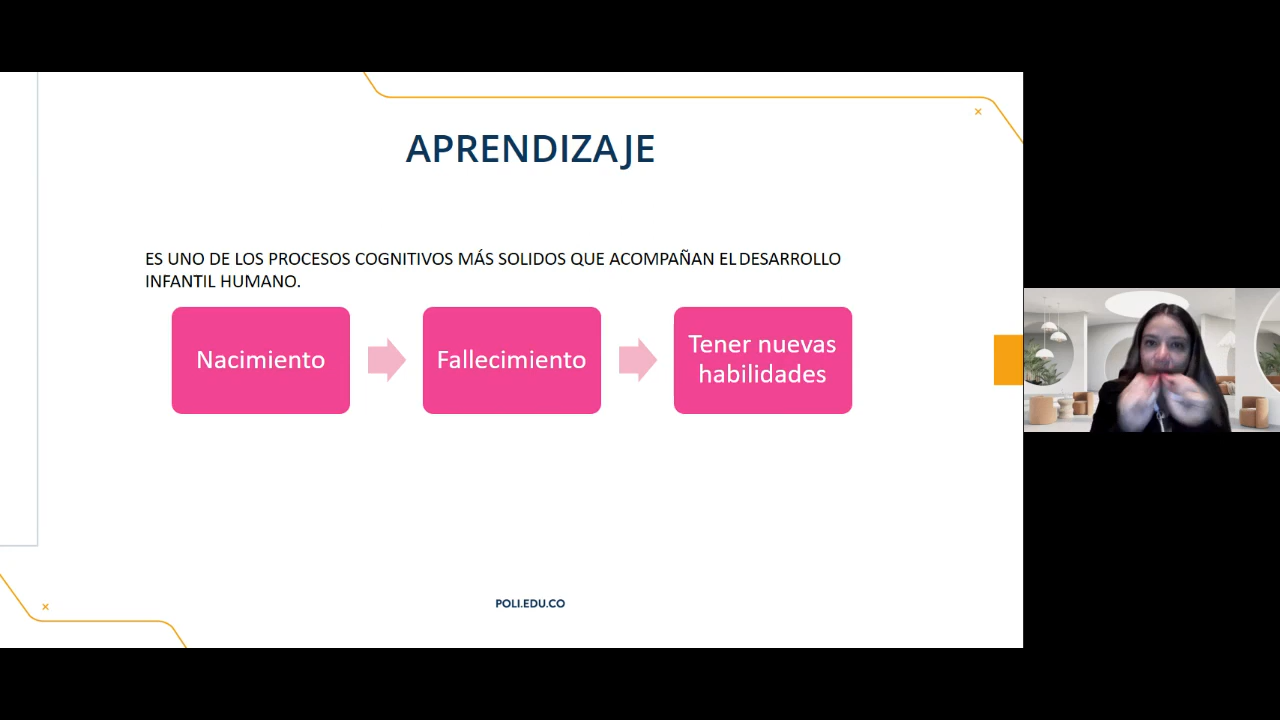 APRENDIZAJE
ES UNO DE LOS PROCESOS COGNITIVOS MÁS SOLIDOS QUE ACOMPAÑAN EL DESARROLLO
INFANTIL HUMANO.
Nacimiento
Fallecimiento
Tener nuevas
habilidades
POLI.EDU.CO